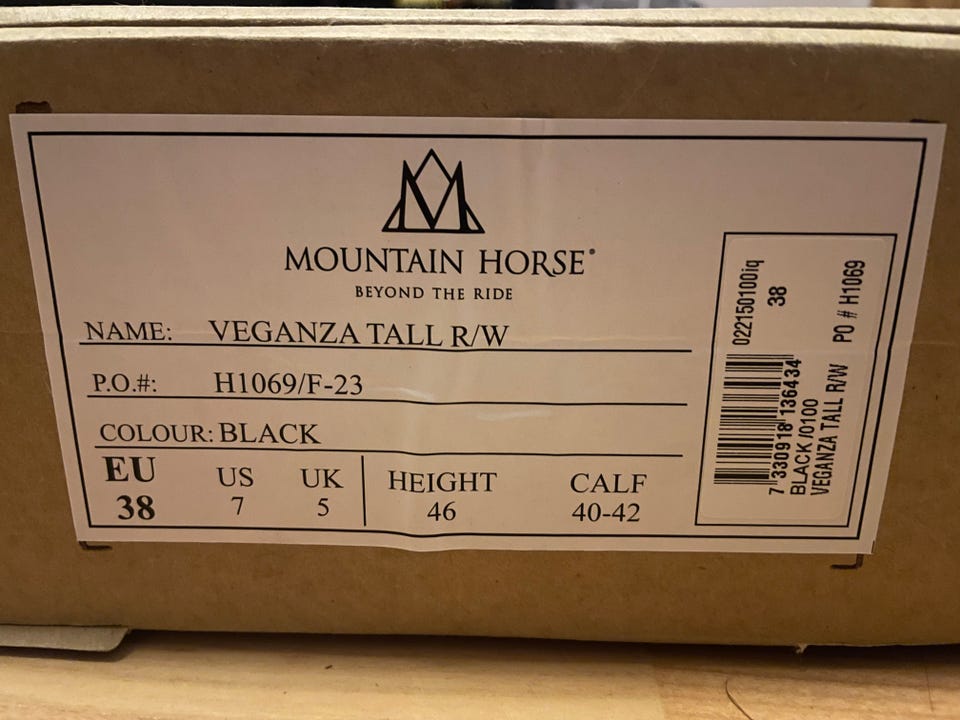 MOUNTAIN HORSE®
BEYOND THE RIDE
NAME: VEGANZA TALL R/W
P.O.#: H1069/F-23
COLOUR: BLACK
EU US UK HEIGHT CALF
38 7 5 46 40-42
022150100iq
38
7 330918 136434
BLACK /0100
VEGANZA TALL R/W PO # H1069